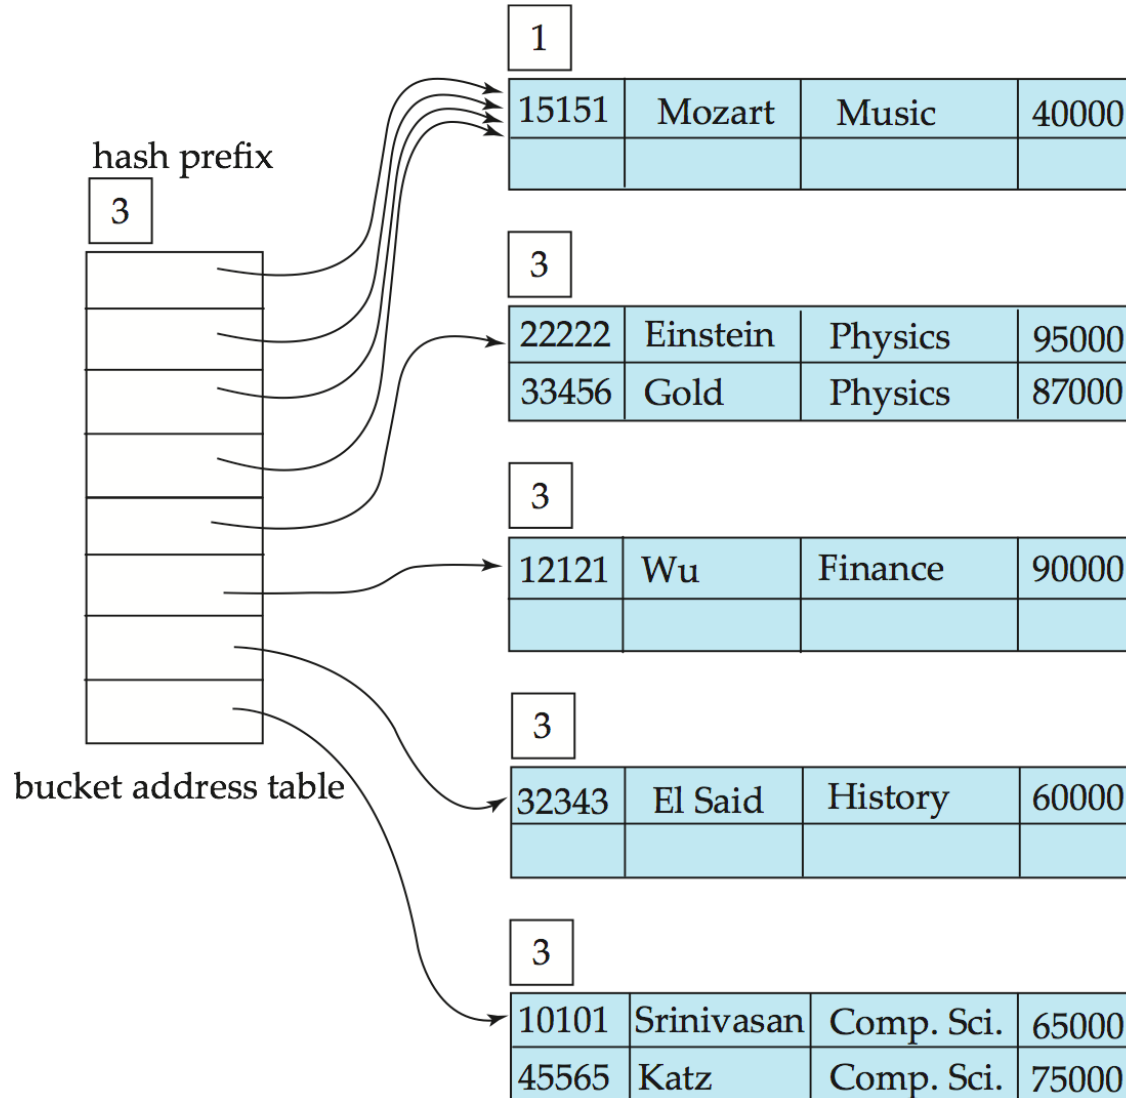 1
15151 Mozart Music 40000
hash prefix
3
3
22222 Einstein Physics 95000
33456 Gold Physics 87000
3
12121 Wu Finance 90000
3
bucket address table
32343 El Said History 60000
3
10101 Srinivasan Comp. Sci. 65000
45565 Katz Comp. Sci. 75000